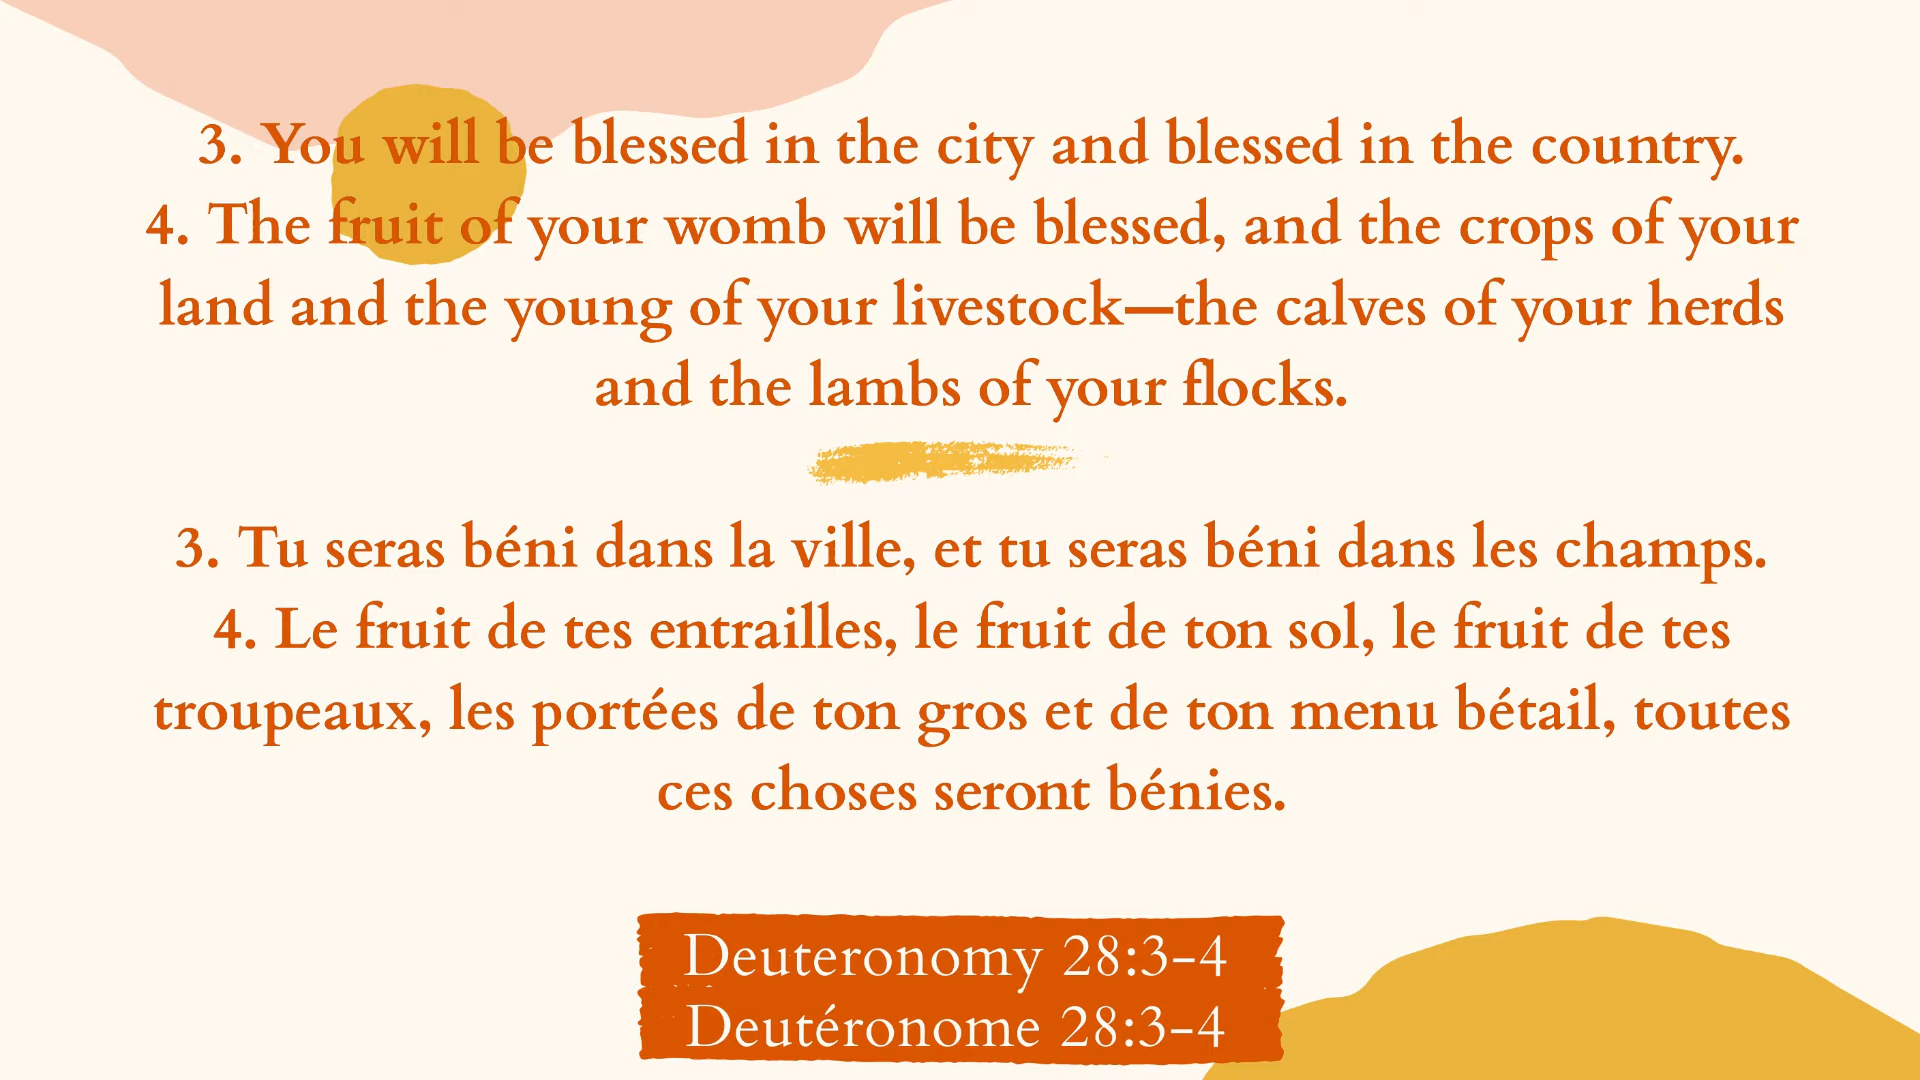 3. You will be blessed in the city and blessed in the country.
4. The fruit of your womb will be blessed, and the crops of your
land and the young of your livestock—the calves of your herds
and the lambs of your flocks.
3. Tu seras béni dans la ville, et tu seras béni dans les champs.
4. Le fruit de tes entrailles, le fruit de ton sol, le fruit de tes
troupeaux, les portées de ton gros et de ton menu bétail, toutes
ces choses seront bénies.
Deuteronomy 28:3-4
Deutéronome 28:3-4